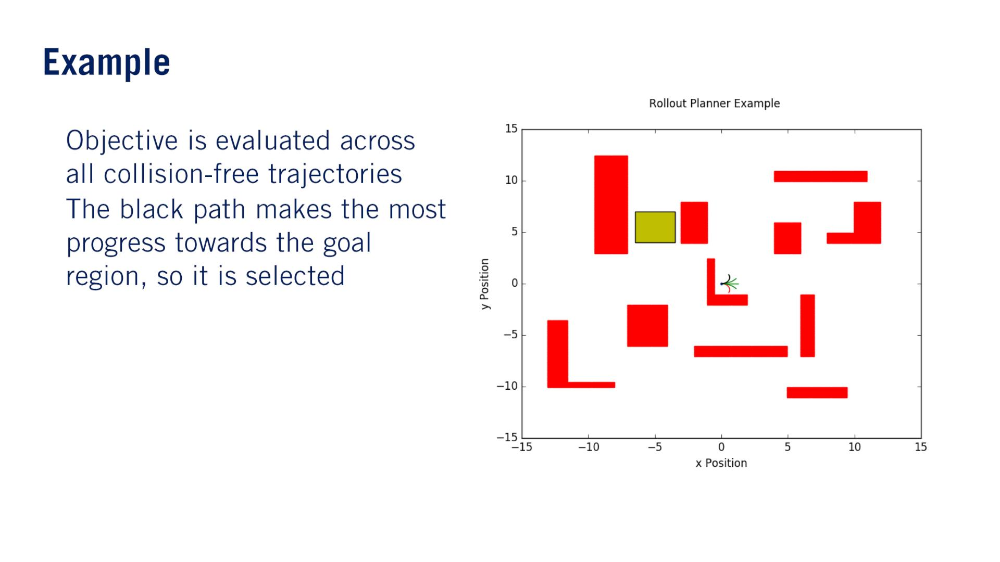 Example
Objective is evaluated across
all collision-free trajectories
The black path makes the most
progress towards the goal
region, so it is selected
Rollout Planner Example
15
10
5
0
−5
−10
−15
y Position
−15 −10 −5 0 5 10 15
x Position